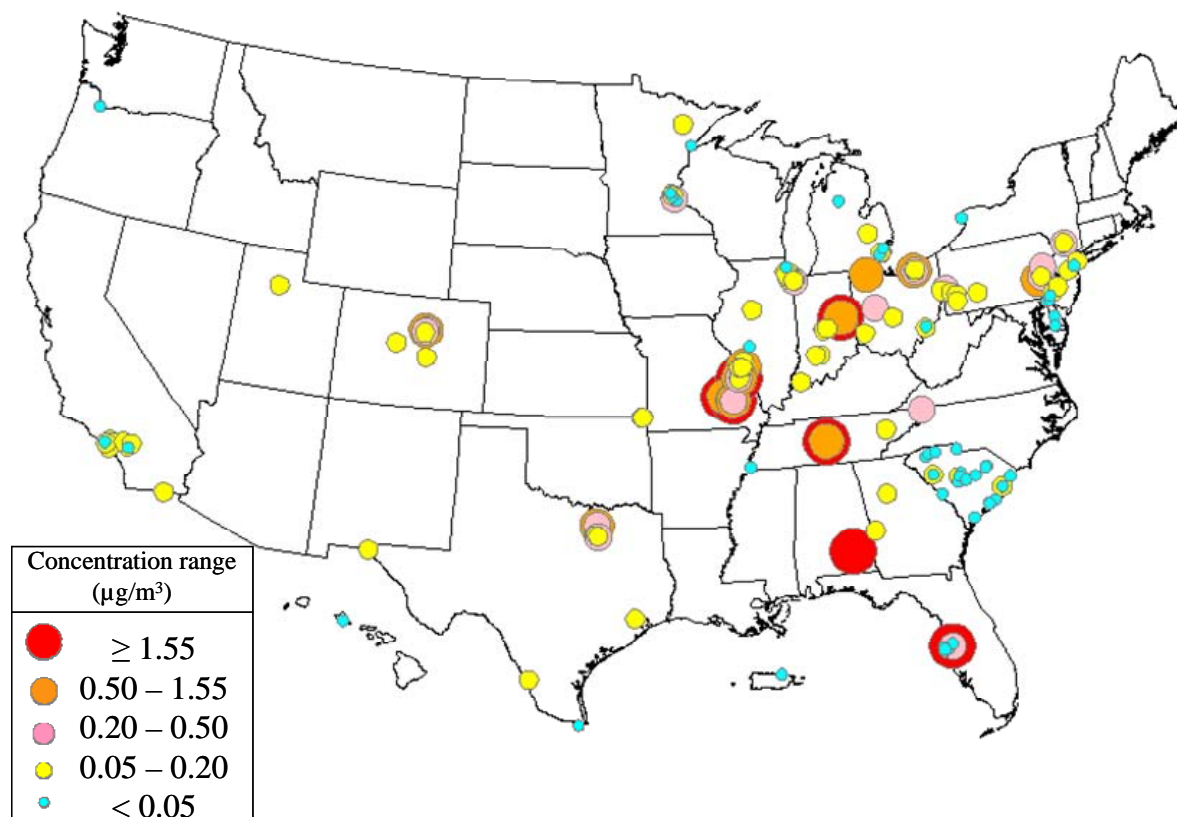 Concentration range
(µg/m³)
≥ 1.55
0.50 – 1.55
0.20 – 0.50
0.05 – 0.20
< 0.05